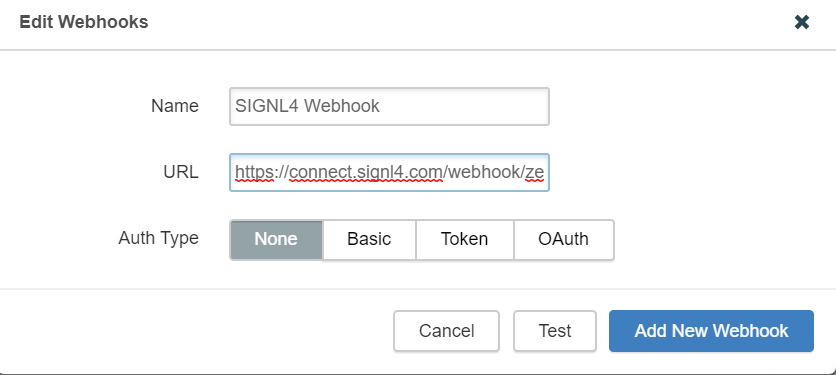 Edit Webhooks
Name SIGNL4 Webhook
URL https://connect.signl4.com/webhook/ze
Auth Type None Basic Token OAuth
Cancel Test Add New Webhook